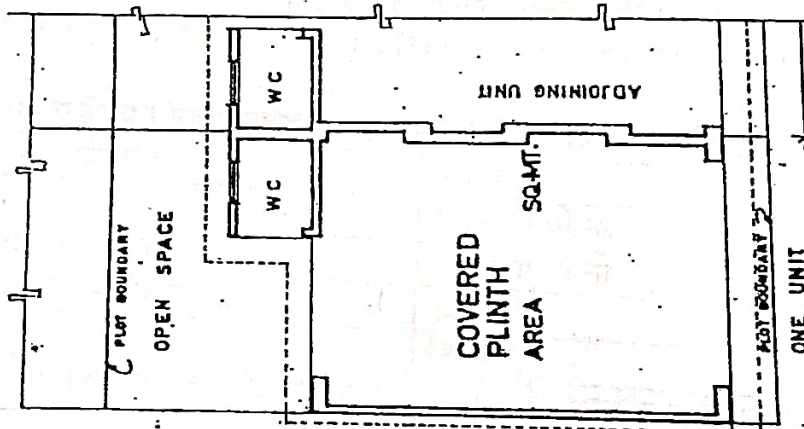 WC
ADJOINING UNIT
WC
PLOT BOUNDARY
OPEN SPACE
COVERED
PLINTH
AREA SQ.MT.
PLOT BOUNDARY
ONE UNIT